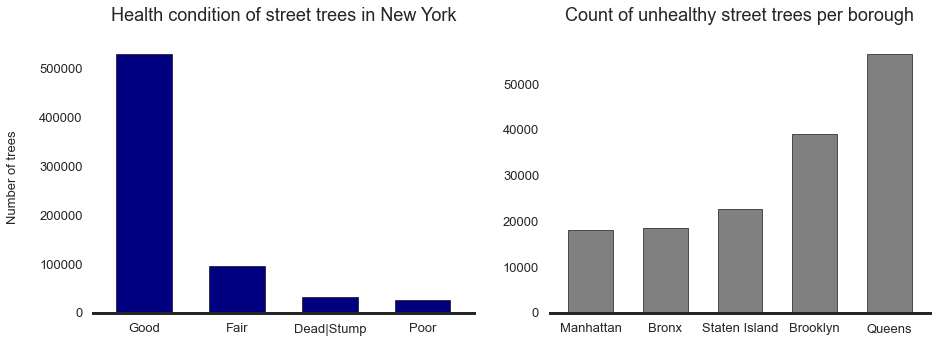 Health condition of street trees in New York
Number of trees
500000
400000
300000
200000
100000
0
Good Fair Dead|Stump Poor
Count of unhealthy street trees per borough
50000
40000
30000
20000
10000
0
Manhattan Bronx Staten Island Brooklyn Queens